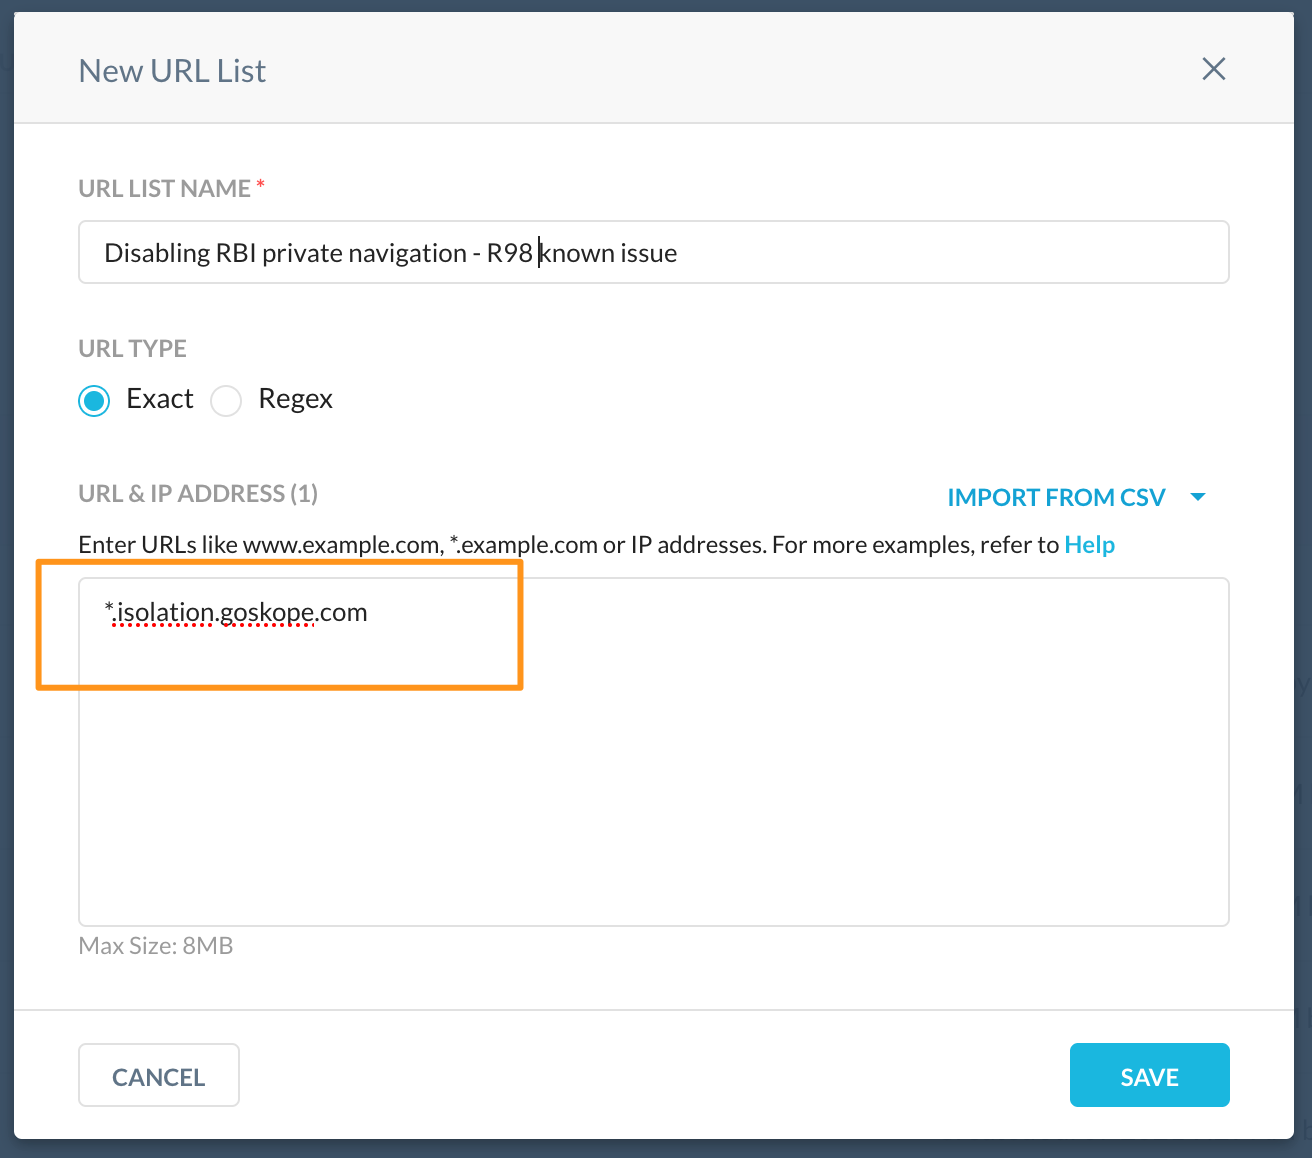 New URL List
URL LIST NAME *
Disabling RBI private navigation - R98 known issue
URL TYPE
Exact Regex
URL & IP ADDRESS (1)
IMPORT FROM CSV
Enter URLs like www.example.com, *.example.com or IP addresses. For more examples, refer to Help
*.isolation.goskope.com
Max Size: 8MB
CANCEL
SAVE